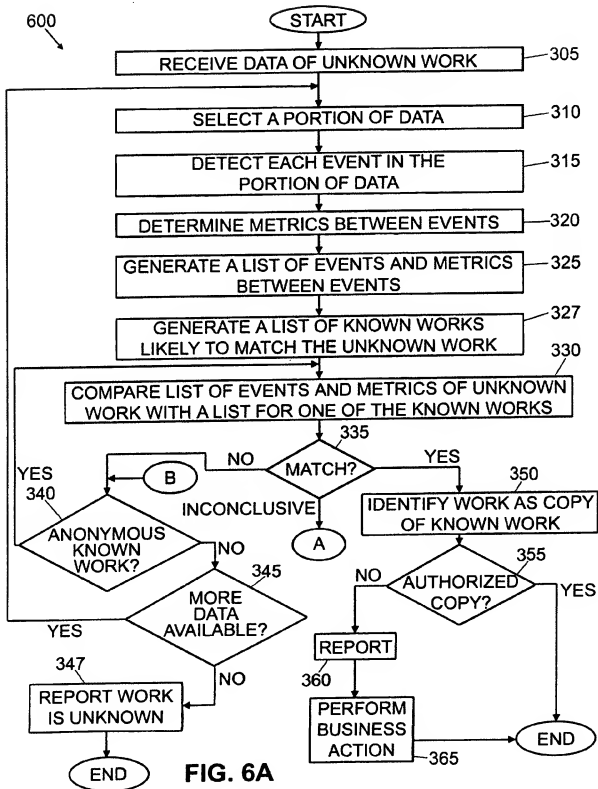 600
START
RECEIVE DATA OF UNKNOWN WORK
305
SELECT A PORTION OF DATA
310
DETECT EACH EVENT IN THE
PORTION OF DATA
315
DETERMINE METRICS BETWEEN EVENTS
320
GENERATE A LIST OF EVENTS AND METRICS
BETWEEN EVENTS
325
GENERATE A LIST OF KNOWN WORKS
LIKELY TO MATCH THE UNKNOWN WORK
327
330
COMPARE LIST OF EVENTS AND METRICS OF UNKNOWN
WORK WITH A LIST FOR ONE OF THE KNOWN WORKS
335
MATCH?
NO
YES
INCONCLUSIVE
B
A
YES
340
ANONYMOUS
KNOWN
WORK?
NO
345
MORE
DATA
AVAILABLE?
YES
NO
347
REPORT WORK
IS UNKNOWN
END
350
IDENTIFY WORK AS COPY
OF KNOWN WORK
355
AUTHORIZED
COPY?
NO
YES
REPORT
360
PERFORM
BUSINESS
ACTION
365
END
FIG. 6A